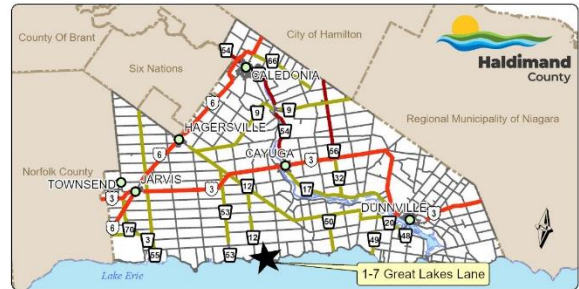 County Of Brant
City of Hamilton
Haldimand
County
54
66
Six Nations
CALEDONIA
6
9
9
Regional Municipality of Niagara
HAGERSVILLE
54
56
CAYUGA
3
6
Norfolk County
TOWNSEND
JARVIS
3
3
12
17
32
DUNNVILLE
3
53
50
20
6
70
3
12
49
48
55
53
Lake Erie
1-7 Great Lakes Lane